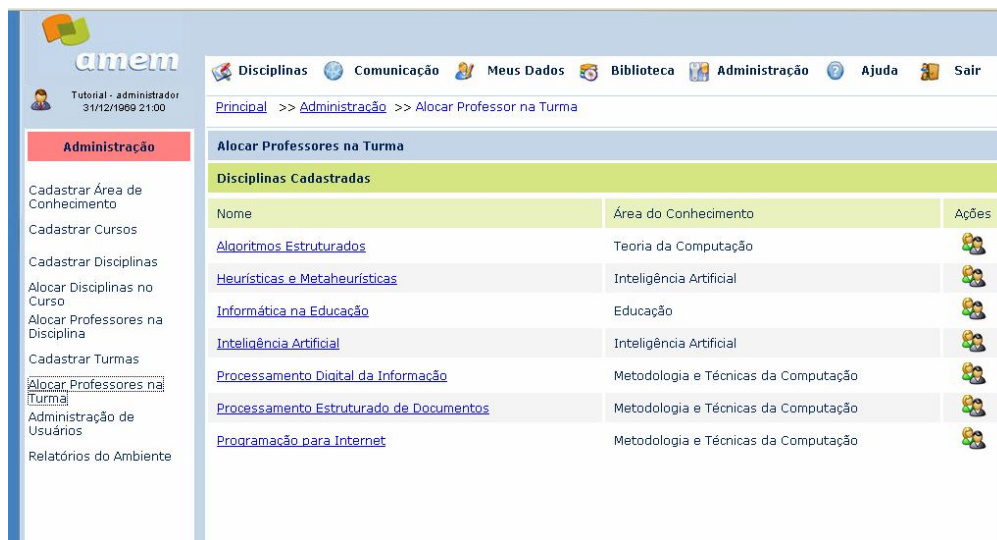 amem
Tutorial - administrador
31/12/1969 21:00
Disciplinas Comunicação Meus Dados Biblioteca Administração Ajuda Sair
Principal >> Administração >> Alocar Professor na Turma
Administração
Cadastrar Área de
Conhecimento
Cadastrar Cursos
Cadastrar Disciplinas
Alocar Disciplinas no
Curso
Alocar Professores na
Disciplina
Cadastrar Turmas
Alocar Professores na
Turma
Administração de
Usuários
Relatórios do Ambiente
Alocar Professores na Turma
Disciplinas Cadastradas
Nome Área do Conhecimento Ações
Algoritmos Estruturados Teoria da Computação
Heurísticas e Metaheurísticas Inteligência Artificial
Informática na Educação Educação
Inteligência Artificial Inteligência Artificial
Processamento Digital da Informação Metodologia e Técnicas da Computação
Processamento Estruturado de Documentos Metodologia e Técnicas da Computação
Programação para Internet Metodologia e Técnicas da Computação